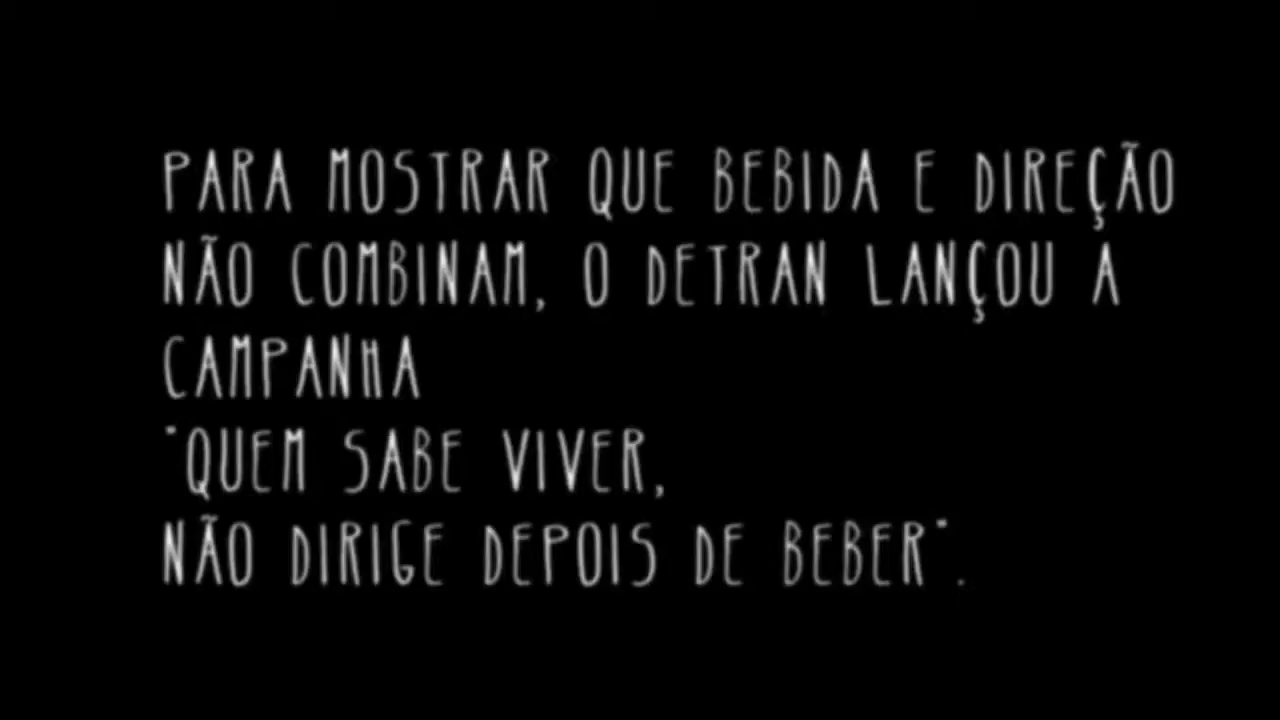 PARA MOSTRAR QUE BEBIDA E DIREÇÃO
NÃO COMBINAM, O DETRAN LANÇOU A
CAMPANHA
"QUEM SABE VIVER,
NÃO DIRIGE DEPOIS DE BEBER".